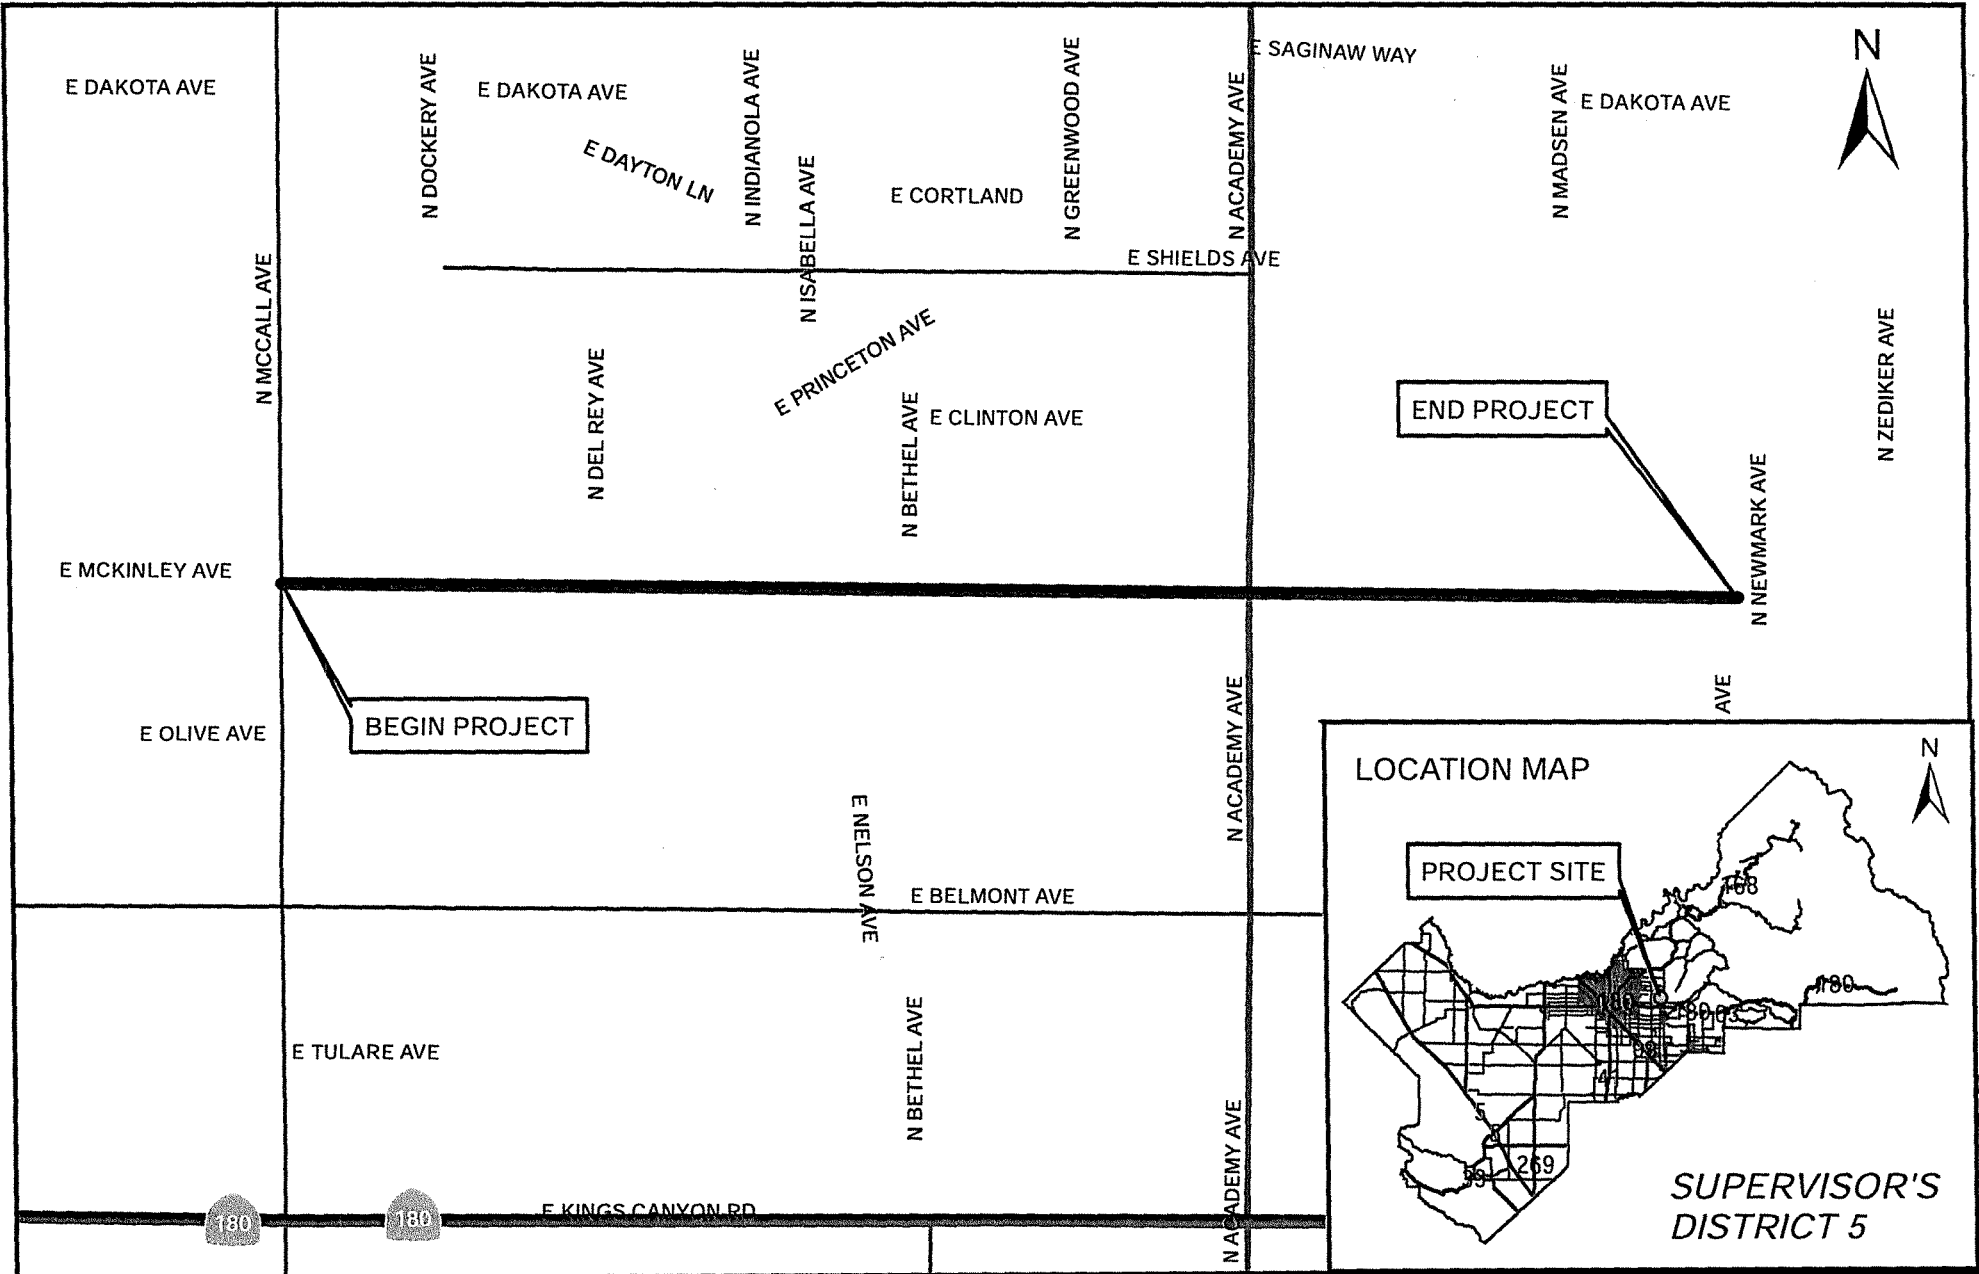 E SAGINAW WAY
N
E DAKOTA AVE
N DOCKERY AVE
E DAKOTA AVE
N INDIANOLA AVE
N GREENWOOD AVE
N ACADEMY AVE
N MADSEN AVE
E DAKOTA AVE
E DAYTON LN
N ISABELLA AVE
E CORTLAND
E SHIELDS AVE
N MCCALL AVE
E PRINCETON AVE
N ZEDIKER AVE
N DEL REY AVE
END PROJECT
N BETHEL AVE
E CLINTON AVE
N NEWMARK AVE
E MCKINLEY AVE
AVE
BEGIN PROJECT
E OLIVE AVE
N ACADEMY AVE
LOCATION MAP
N
E NELSON AVE
PROJECT SITE
168
E BELMONT AVE
180
180
180
63
98
4
5
E TULARE AVE
N BETHEL AVE
269
N ACADEMY AVE
SUPERVISOR'S
DISTRICT 5
180
180
E KINGS CANYON RD